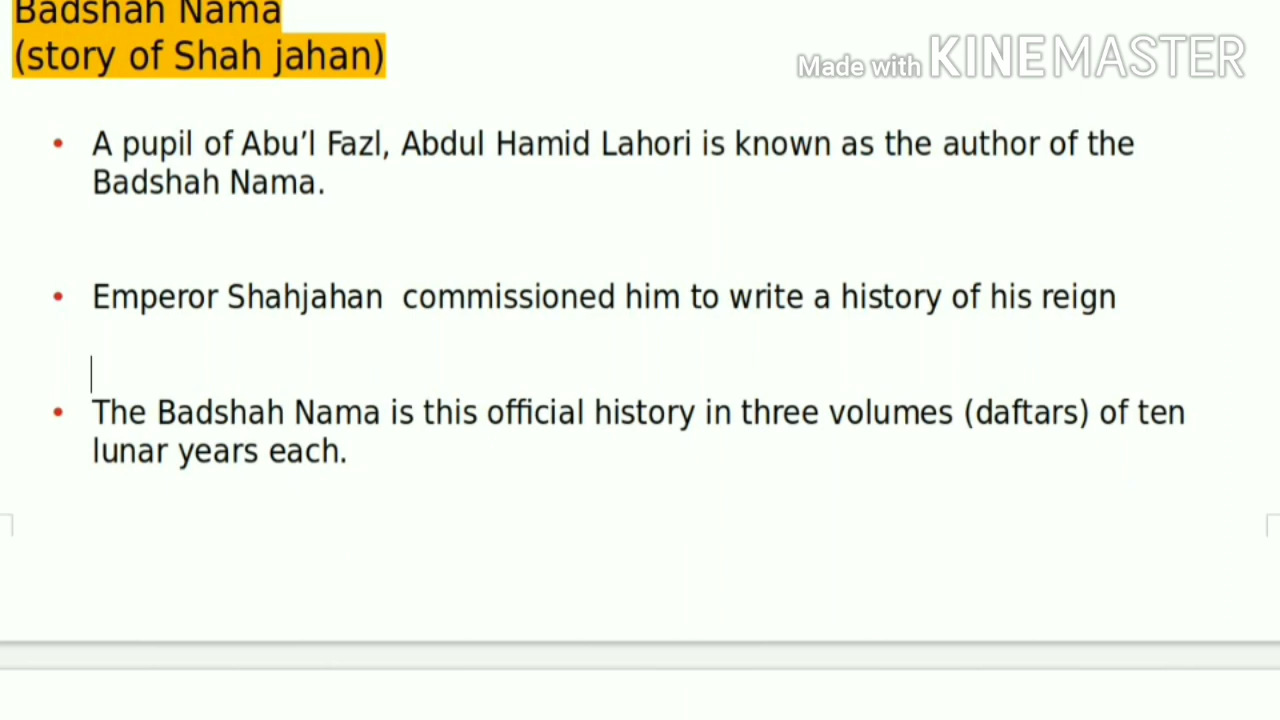 Badshah Nama
(story of Shah jahan)
Made with KINEMASTER
• A pupil of Abu’l Fazl, Abdul Hamid Lahori is known as the author of the
Badshah Nama.
• Emperor Shahjahan  commissioned him to write a history of his reign
• The Badshah Nama is this official history in three volumes (daftars) of ten
lunar years each.